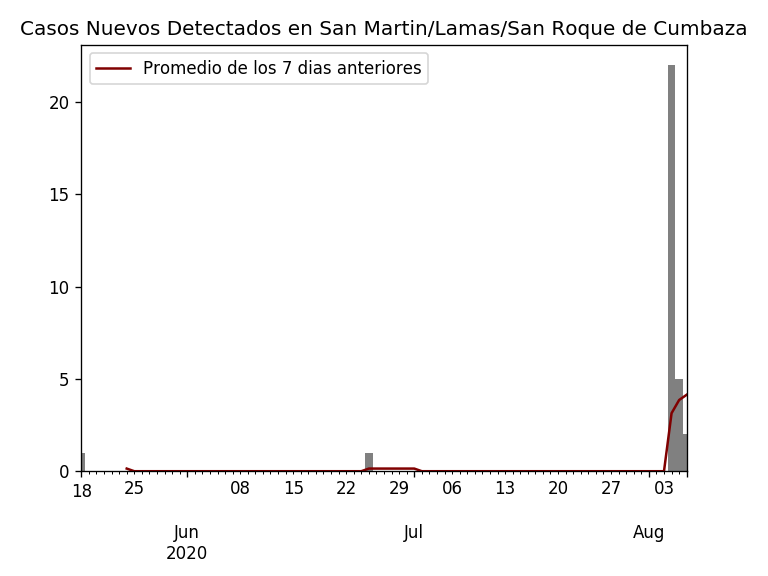 Casos Nuevos Detectados en San Martin/Lamas/San Roque de Cumbaza
Promedio de los 7 dias anteriores
20
15
10
5
0
18 25 08 15 22 29 06 13 20 27 03
Jun Jul Aug
2020